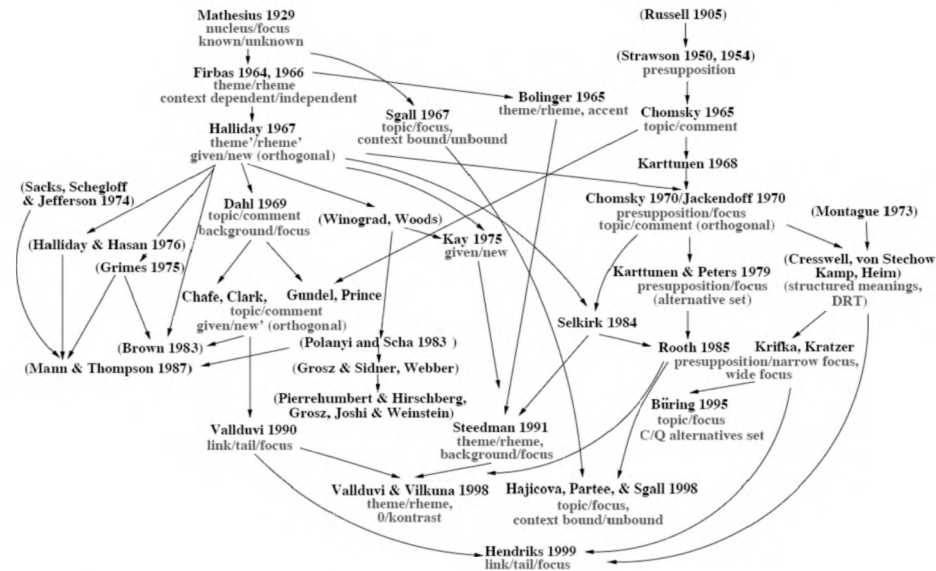 Mathesius 1929
nucleus/focus
known/unknown
(Russell 1905)
(Strawson 1950, 1954)
presupposition
Firbas 1964, 1966
theme/rheme
context dependent/independent
Bolinger 1965
theme/rheme, accent
Sgall 1967
topic/focus,
context bound/unbound
Chomsky 1965
topic/comment
Halliday 1967
theme'/rheme'
given/new (orthogonal)
Karttunen 1968
(Sacks, Schegloff
& Jefferson 1974)
Dahl 1969
topic/comment
background/focus
(Winograd, Woods)
Chomsky 1970/Jackendoff 1970
presupposition/focus
topic/comment (orthogonal)
(Montague 1973)
(Halliday & Hasan 1976)
(Grimes 1975)
Kay 1975
given/new
Karttunen & Peters 1979
presupposition/focus
(alternative set)
(Cresswell, von Stechow
Kamp, Heim)
(structured meanings,
DRT)
Chafe, Clark,
Gundel, Prince
topic/comment
given/new' (orthogonal)
Selkirk 1984
(Brown 1983)
(Polanyi and Scha 1983 )
(Mann & Thompson 1987)
Rooth 1985
presupposition/narrow focus,
wide focus
Krifka, Kratzer
(Grosz & Sidner, Webber)
(Pierrehumbert & Hirschberg,
Grosz, Joshi & Weinstein)
Büring 1995
topic/focus
C/Q alternatives set
Vallduvi 1990
link/tail/focus
Steedman 1991
theme/rheme,
background/focus
Vallduvi & Vilkuna 1998
theme/rheme,
0/kontrast
Hajicova, Partee, & Sgall 1998
topic/focus,
context bound/unbound
Hendriks 1999
link/tail/focus